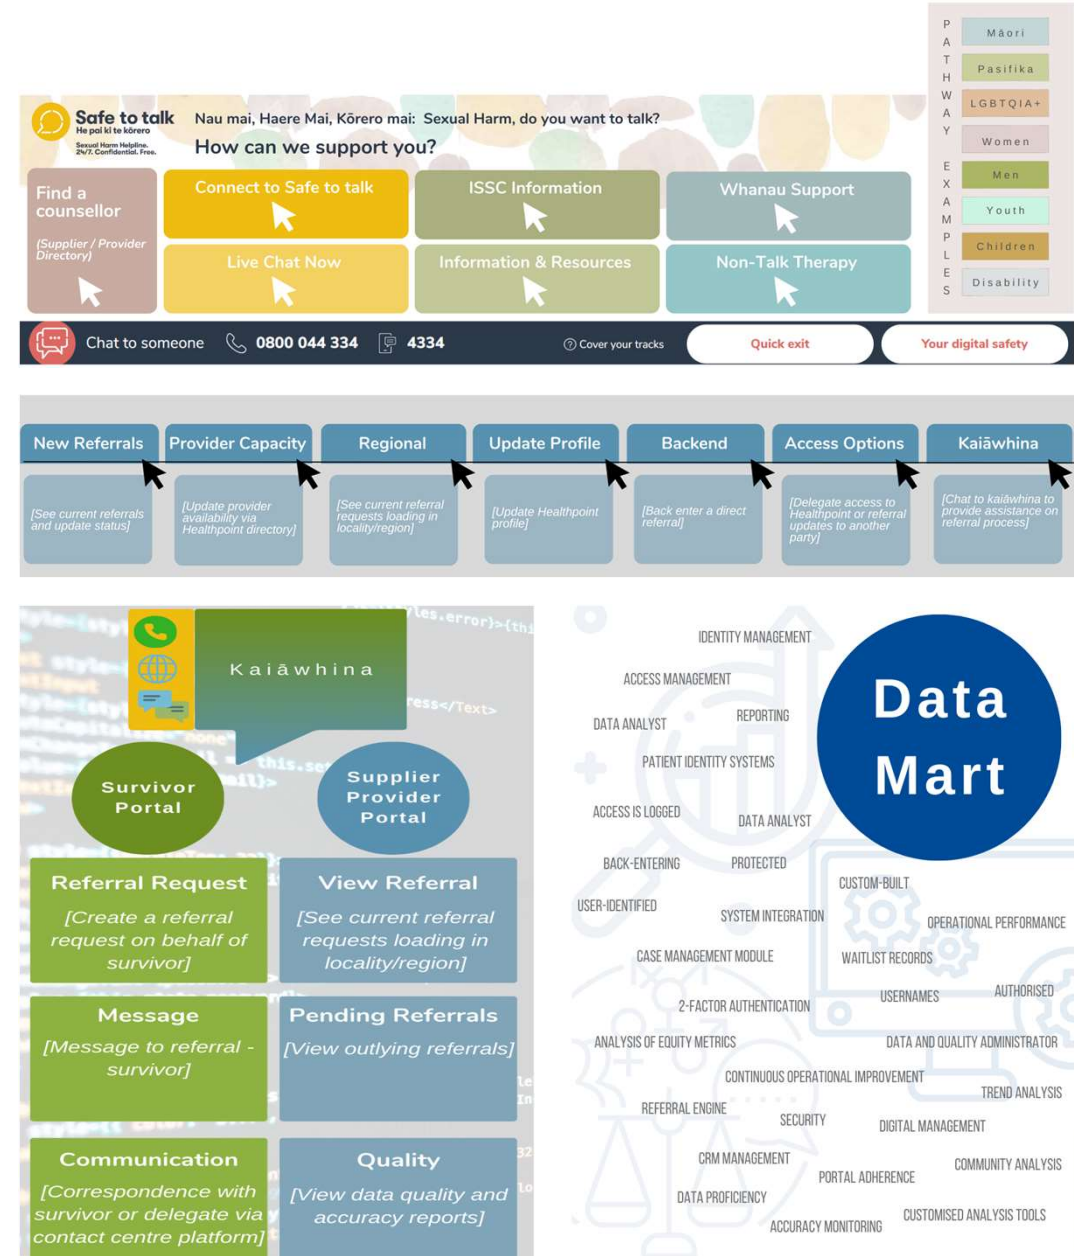 PATHWAY EXAMPLES
Māori
Pasifika
LGBTQIA+
Women
Men
Youth
Children
Disability
Safe to talk
He pai ki te kōrero
Sexual Harm Helpline.
24/7. Confidential. Free.
Nau mai, Haere Mai, Kōrero mai: Sexual Harm, do you want to talk?
How can we support you?
Find a
counsellor
(Supplier / Provider
Directory)
Connect to Safe to talk
ISSC Information
Whanau Support
Live Chat Now
Information & Resources
Non-Talk Therapy
Chat to someone
0800 044 334
4334
Cover your tracks
Quick exit
Your digital safety
New Referrals
Provider Capacity
Regional
Update Profile
Backend
Access Options
Kaiāwhina
[See current referrals
and update status]
[Update provider
availability via
Healthpoint directory]
[See current referral
requests loading in
locality/region]
[Update Healthpoint
profile]
[Back enter a direct
referral]
[Delegate access to
Healthpoint or referral
updates to another
party]
[Chat to kaiāwhina to
provide assistance on
referral process]
Kaiāwhina
Survivor
Portal
Supplier
Provider
Portal
Referral Request
[Create a referral
request on behalf of
survivor]
View Referral
[See current referral
requests loading in
locality/region]
Message
[Message to referral -
survivor]
Pending Referrals
[View outlying referrals]
Communication
[Correspondence with
survivor or delegate via
contact centre platform]
Quality
[View data quality and
accuracy reports]
Data
Mart
IDENTITY MANAGEMENT
ACCESS MANAGEMENT
DATA ANALYST
REPORTING
PATIENT IDENTITY SYSTEMS
ACCESS IS LOGGED
DATA ANALYST
BACK-ENTERING
PROTECTED
CUSTOM-BUILT
USER-IDENTIFIED
SYSTEM INTEGRATION
OPERATIONAL PERFORMANCE
CASE MANAGEMENT MODULE
WAITLIST RECORDS
2-FACTOR AUTHENTICATION
USERNAMES
AUTHORISED
ANALYSIS OF EQUITY METRICS
DATA AND QUALITY ADMINISTRATOR
CONTINUOUS OPERATIONAL IMPROVEMENT
TREND ANALYSIS
REFERRAL ENGINE
SECURITY
DIGITAL MANAGEMENT
CRM MANAGEMENT
PORTAL ADHERENCE
COMMUNITY ANALYSIS
DATA PROFICIENCY
ACCURACY MONITORING
CUSTOMISED ANALYSIS TOOLS